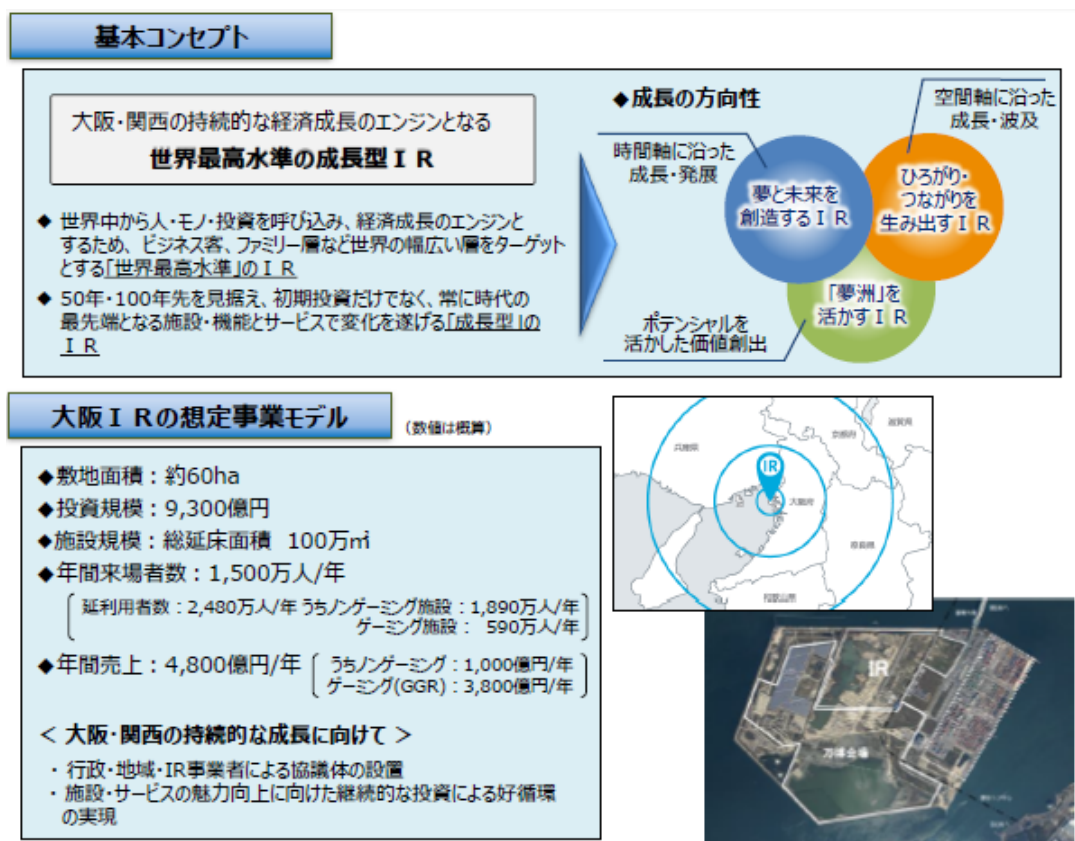 基本コンセプト
大阪・関西の持続的な経済成長のエンジンとなる
世界最高水準の成長型ＩＲ
◆ 世界中から人・モノ・投資を呼び込み、経済成長のエンジンと
するため、ビジネス客、ファミリー層など世界の幅広い層をターゲット
とする「世界最高水準」のＩＲ
◆ 50年・100年先を見据え、初期投資だけでなく、常に時代の
最先端となる施設・機能とサービスで変化を遂げる「成長型」の
ＩＲ
◆成長の方向性
時間軸に沿った
成長・発展
空間軸に沿った
成長・波及
夢と未来を
創造するＩＲ
ひろがり・
つながりを
生み出すＩＲ
「夢洲」を
活かすＩＲ
ポテンシャルを
活かした価値創出
大阪ＩＲの想定事業モデル
（数値は概算）
◆敷地面積：約60ha
◆投資規模：9,300億円
◆施設規模：総延床面積 100万㎡
◆年間来場者数：1,500万人/年
延利用者数：2,480万人/年 うちノンゲーミング施設：1,890万人/年
ゲーミング施設： 590万人/年
◆年間売上：4,800億円/年
うちノンゲーミング：1,000億円/年
ゲーミング(GGR)：3,800億円/年
＜ 大阪・関西の持続的な成長に向けて ＞
・ 行政・地域・IR事業者による協議体の設置
・ 施設・サービスの魅力向上に向けた継続的な投資による好循環
の実現
兵庫県
京都府
滋賀県
IR
大阪府
奈良県
和歌山県
IR
万博会場